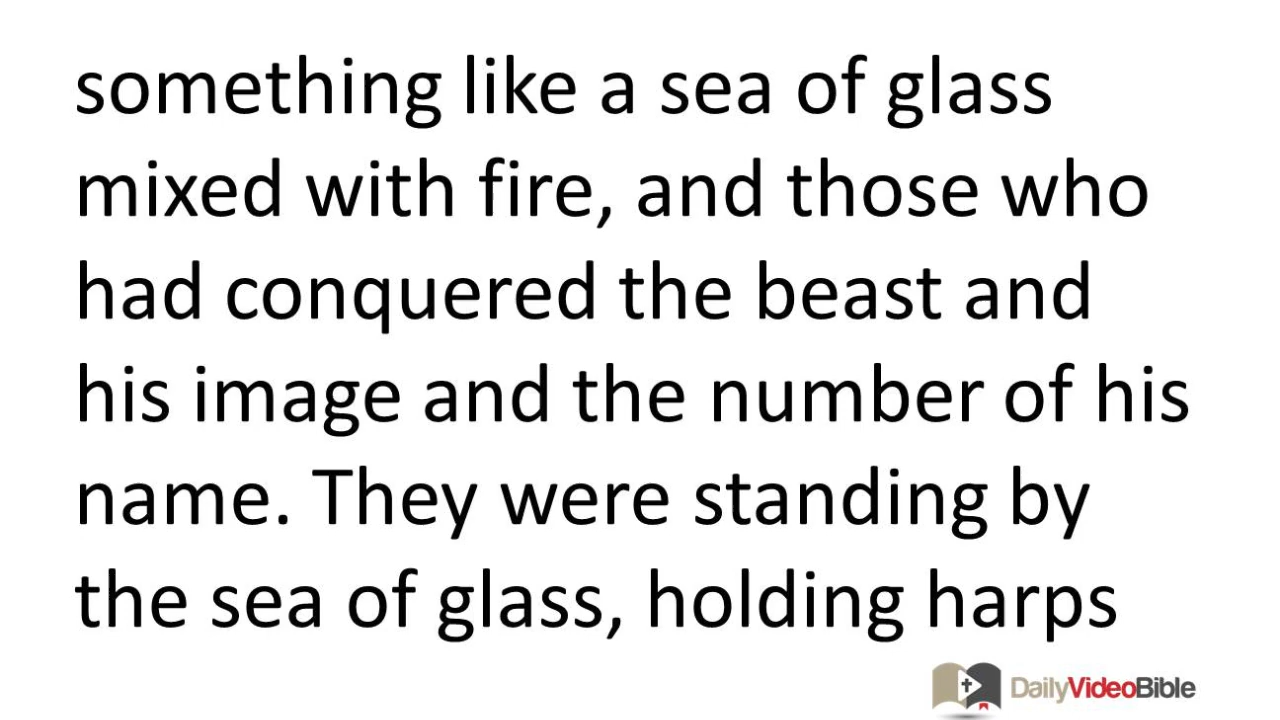 something like a sea of glass
mixed with fire, and those who
had conquered the beast and
his image and the number of his
name. They were standing by
the sea of glass, holding harps
DailyVideoBible